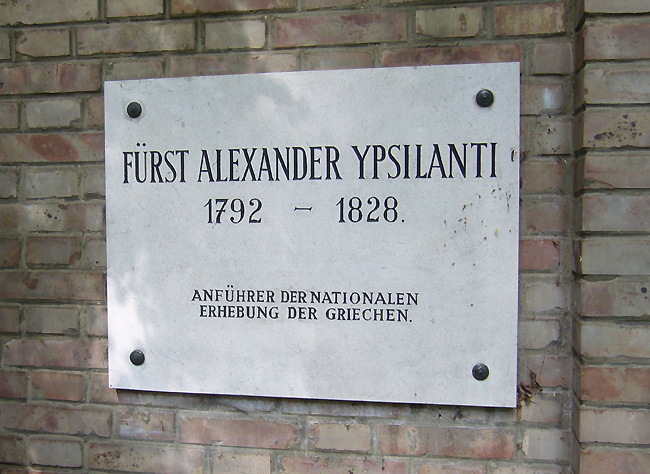 FÜRST ALEXANDER YPSILANTI
1792 – 1828.
ANFÜHRER DER NATIONALEN
ERHEBUNG DER GRIECHEN.